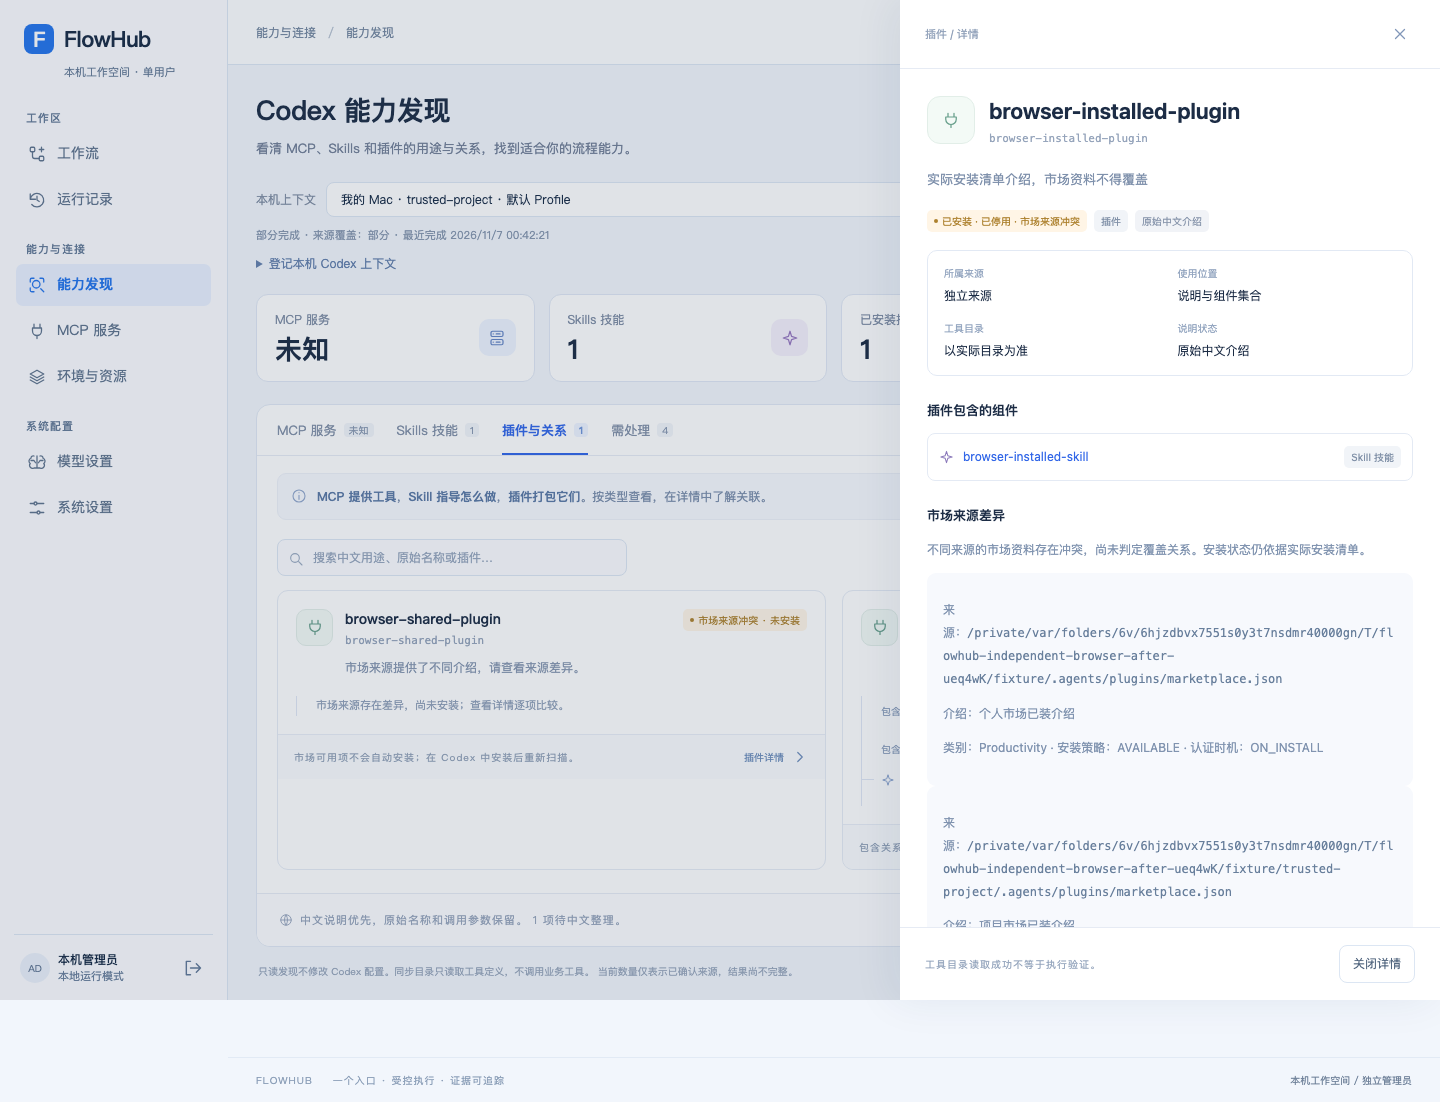 F FlowHub
本机工作空间 · 单用户
工作区
工作流
运行记录
能力与连接
能力发现
MCP 服务
环境与资源
系统配置
模型设置
系统设置
AD
本机管理员
本地运行模式
能力与连接 / 能力发现
Codex 能力发现
看清 MCP、Skills 和插件的用途与关系，找到适合你的流程能力。
本机上下文
我的 Mac · trusted-project · 默认 Profile
部分完成 · 来源覆盖：部分 · 最近完成 2026/11/7 00:42:21
登记本机 Codex 上下文
MCP 服务
未知
Skills 技能
1
已安装
1
MCP 服务 未知
Skills 技能 1
插件与关系 1
需处理 4
MCP 提供工具，Skill 指导怎么做，插件打包它们。按类型查看，在详情中了解关联。
搜索中文用途、原始名称或插件...
browser-shared-plugin
市场来源冲突 · 未安装
browser-shared-plugin
市场来源提供了不同介绍，请查看来源差异。
市场来源存在差异，尚未安装；查看详情逐项比较。
市场可用项不会自动安装；在 Codex 中安装后重新扫描。
插件详情
包含
包含
包含关系
中文说明优先，原始名称和调用参数保留。 1 项待中文整理。
只读发现不修改 Codex 配置。同步目录只读取工具定义，不调用业务工具。 当前数量仅表示已确认来源，结果尚不完整。
插件 / 详情
browser-installed-plugin
browser-installed-plugin
实际安装清单介绍，市场资料不得覆盖
已安装 · 已停用 · 市场来源冲突
插件
原始中文介绍
所属来源
独立来源
使用位置
说明与组件集合
工具目录
以实际目录为准
说明状态
原始中文介绍
插件包含的组件
browser-installed-skill
Skill 技能
市场来源差异
不同来源的市场资料存在冲突，尚未判定覆盖关系。安装状态仍依据实际安装清单。
来
源：/private/var/folders/6v/6hjzdbvx7551s0y3t7nsdmr40000gn/T/fl
owhub-independent-browser-after-
ueq4wK/fixture/.agents/plugins/marketplace.json
介绍：个人市场已装介绍
类别：Productivity · 安装策略：AVAILABLE · 认证时机：ON_INSTALL
来
源：/private/var/folders/6v/6hjzdbvx7551s0y3t7nsdmr40000gn/T/fl
owhub-independent-browser-after-ueq4wK/fixture/trusted-
project/.agents/plugins/marketplace.json
介绍：项目市场已装介绍
工具目录读取成功不等于执行验证。
关闭详情
FLOWHUB 一个入口 · 受控执行 · 证据可追踪
本机工作空间 / 独立管理员